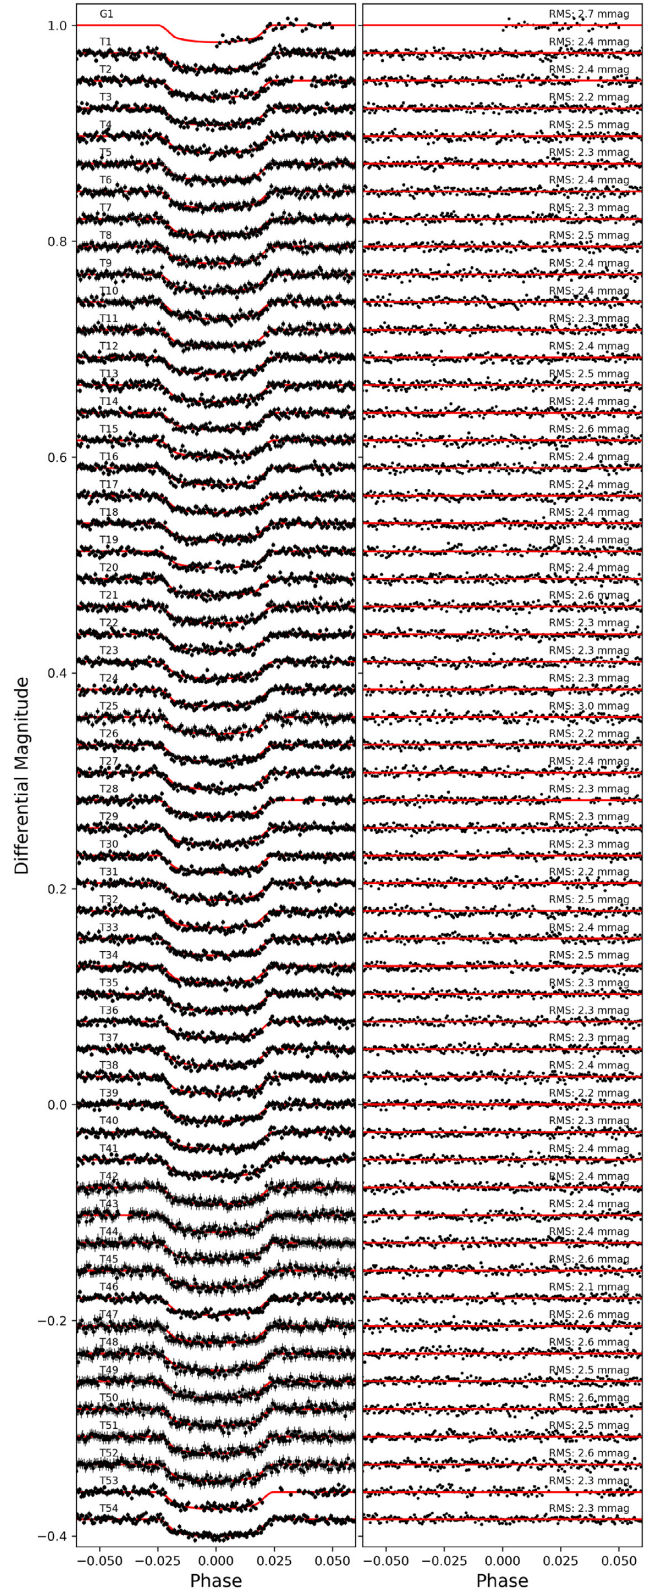 Differential Magnitude
1.0
0.8
0.6
0.4
0.2
0.0
−0.2
−0.4
G1 RMS: 2.7 mmag
T1 RMS: 2.4 mmag
T2 RMS: 2.4 mmag
T3 RMS: 2.2 mmag
T4 RMS: 2.5 mmag
T5 RMS: 2.3 mmag
T6 RMS: 2.4 mmag
T7 RMS: 2.3 mmag
T8 RMS: 2.5 mmag
T9 RMS: 2.4 mmag
T10 RMS: 2.4 mmag
T11 RMS: 2.3 mmag
T12 RMS: 2.4 mmag
T13 RMS: 2.5 mmag
T14 RMS: 2.4 mmag
T15 RMS: 2.6 mmag
T16 RMS: 2.4 mmag
T17 RMS: 2.4 mmag
T18 RMS: 2.4 mmag
T19 RMS: 2.4 mmag
T20 RMS: 2.4 mmag
T21 RMS: 2.6 mmag
T22 RMS: 2.3 mmag
T23 RMS: 2.3 mmag
T24 RMS: 2.3 mmag
T25 RMS: 3.0 mmag
T26 RMS: 2.2 mmag
T27 RMS: 2.4 mmag
T28 RMS: 2.3 mmag
T29 RMS: 2.3 mmag
T30 RMS: 2.3 mmag
T31 RMS: 2.2 mmag
T32 RMS: 2.5 mmag
T33 RMS: 2.4 mmag
T34 RMS: 2.5 mmag
T35 RMS: 2.3 mmag
T36 RMS: 2.3 mmag
T37 RMS: 2.3 mmag
T38 RMS: 2.4 mmag
T39 RMS: 2.2 mmag
T40 RMS: 2.3 mmag
T41 RMS: 2.4 mmag
T42 RMS: 2.4 mmag
T43 RMS: 2.4 mmag
T44 RMS: 2.4 mmag
T45 RMS: 2.6 mmag
T46 RMS: 2.1 mmag
T47 RMS: 2.6 mmag
T48 RMS: 2.6 mmag
T49 RMS: 2.5 mmag
T50 RMS: 2.6 mmag
T51 RMS: 2.5 mmag
T52 RMS: 2.6 mmag
T53 RMS: 2.3 mmag
T54 RMS: 2.3 mmag
−0.050 −0.025 0.000 0.025 0.050 −0.050 −0.025 0.000 0.025 0.050
Phase Phase